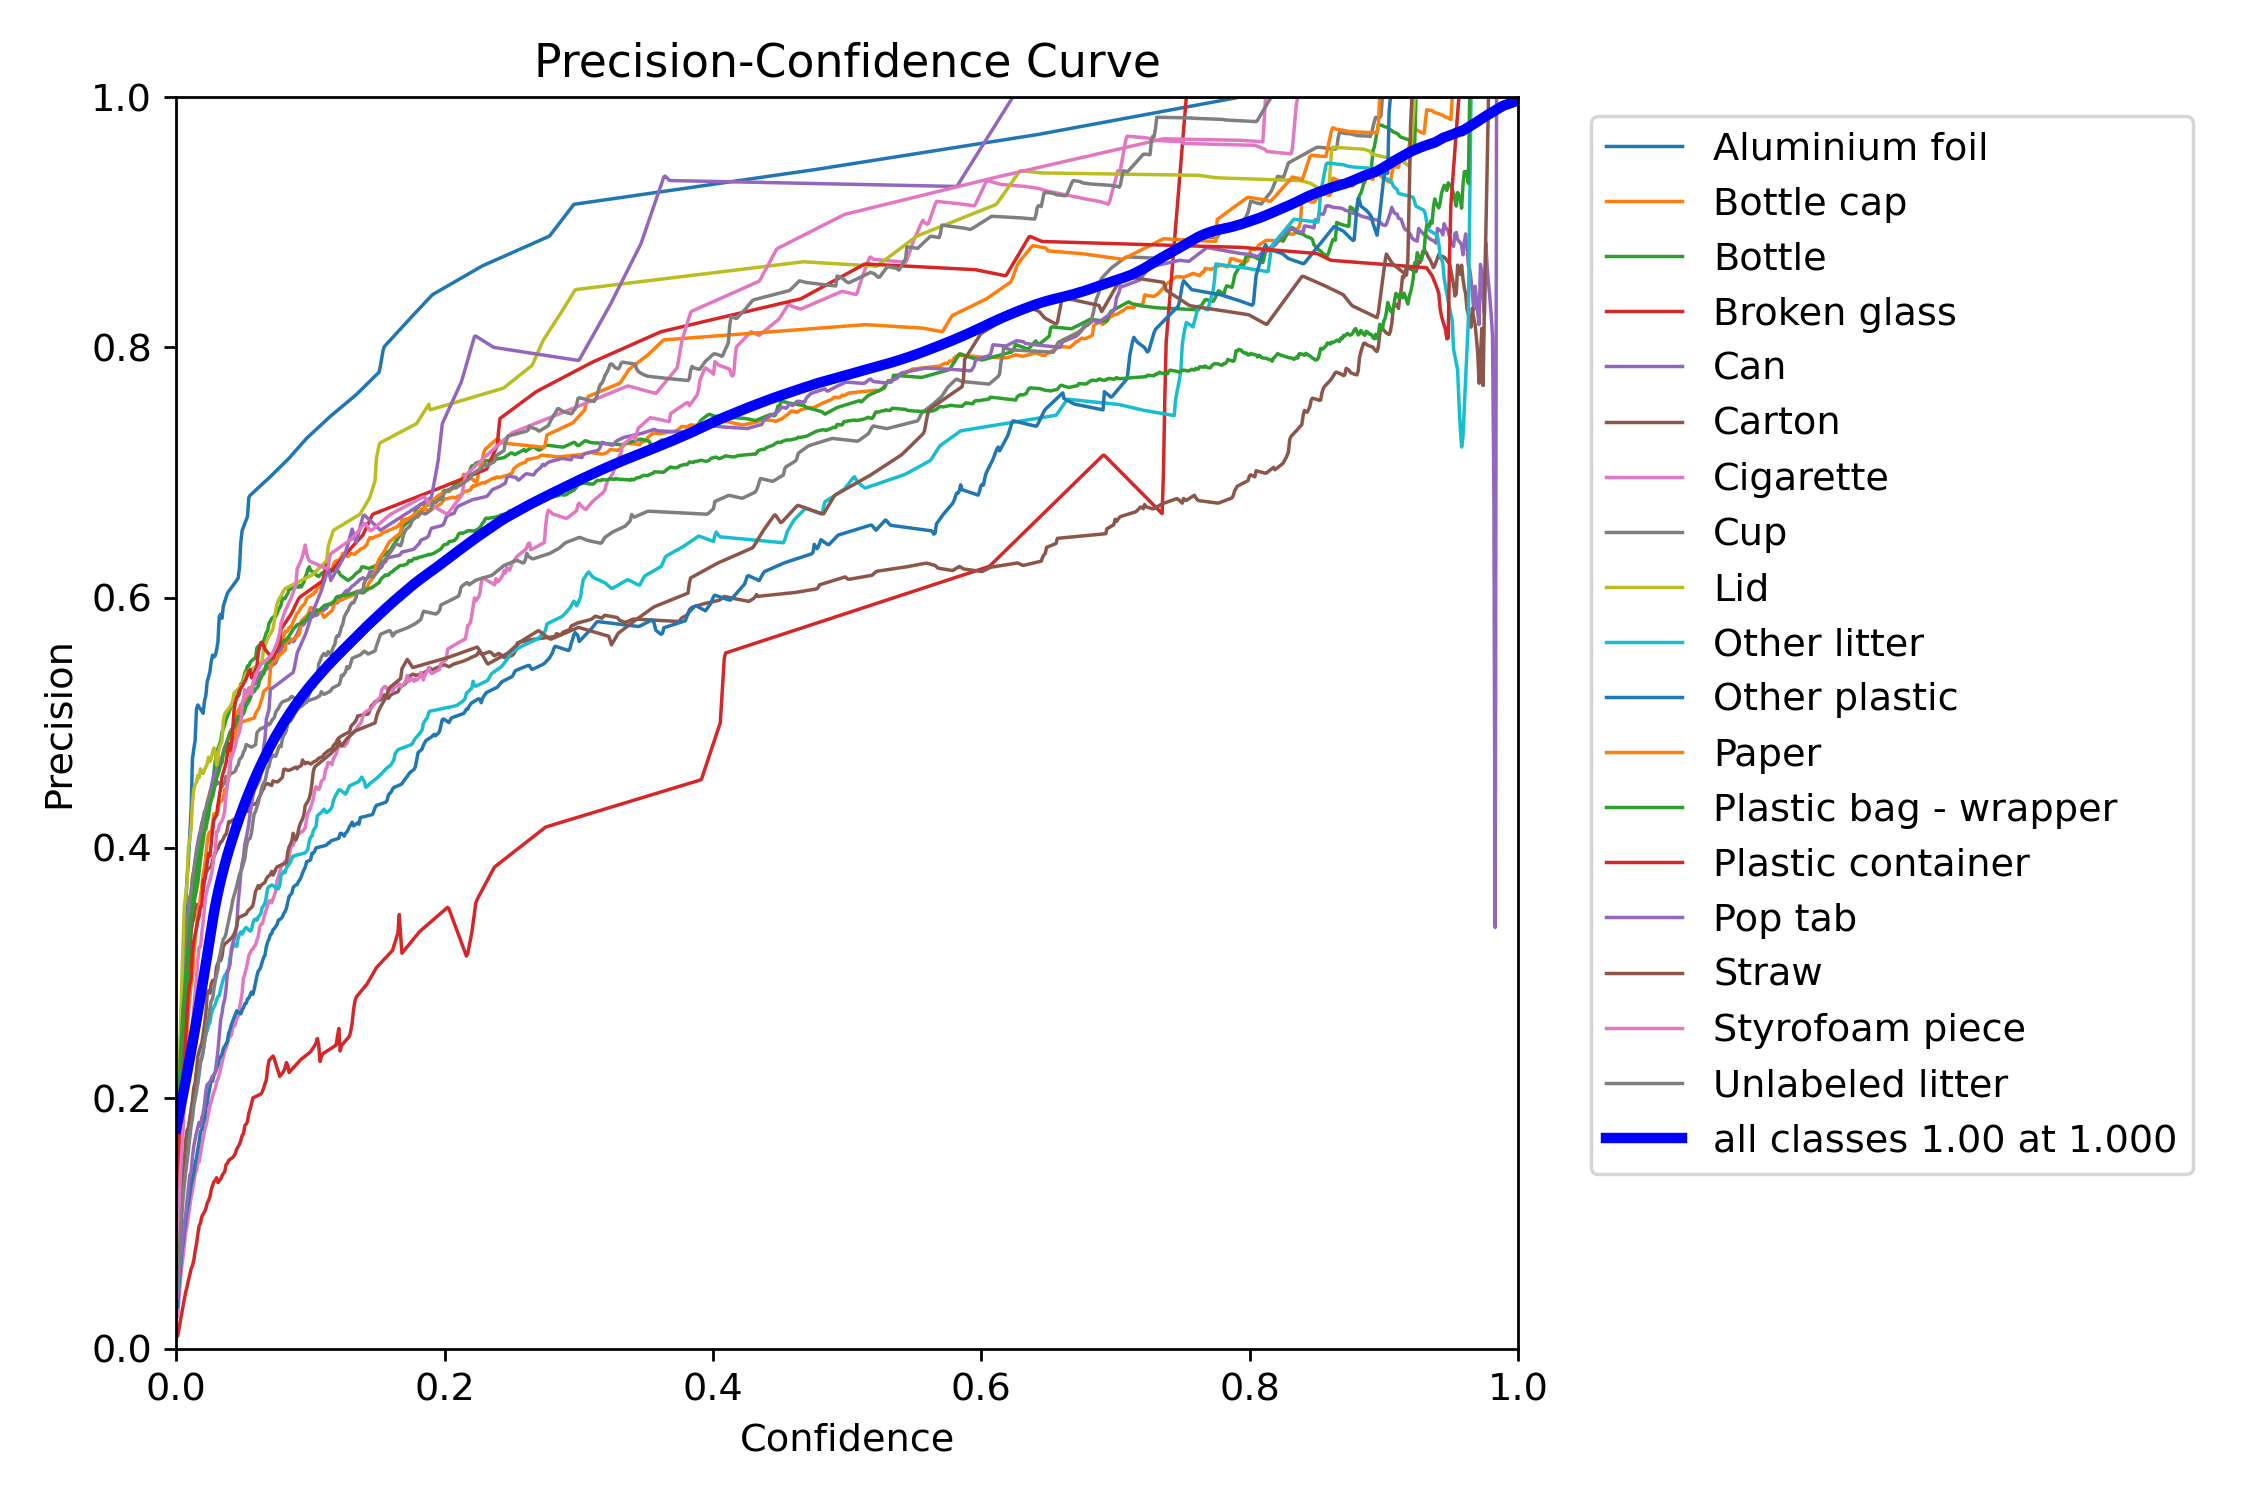 Precision-Confidence Curve
1.0
0.8
0.6
0.4
0.2
0.0
Precision
0.0 0.2 0.4 0.6 0.8 1.0
Confidence
Aluminium foil
Bottle cap
Bottle
Broken glass
Can
Carton
Cigarette
Cup
Lid
Other litter
Other plastic
Paper
Plastic bag - wrapper
Plastic container
Pop tab
Straw
Styrofoam piece
Unlabeled litter
all classes 1.00 at 1.000